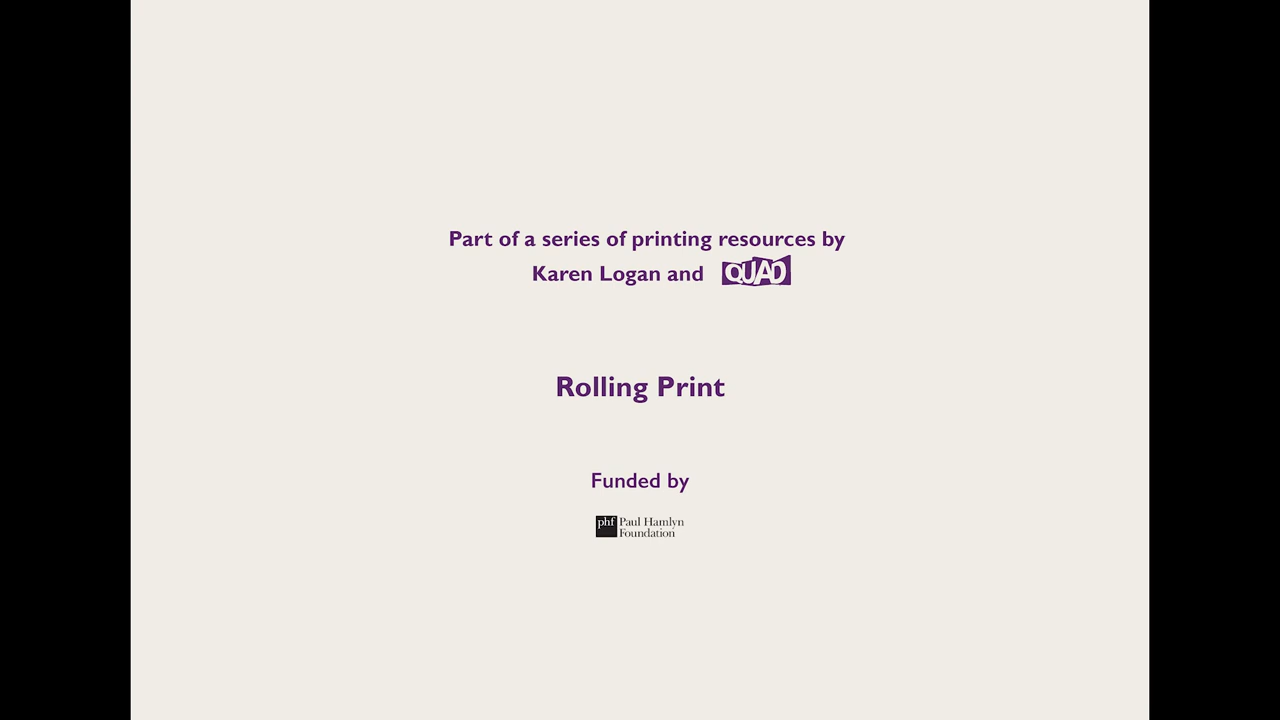 Part of a series of printing resources by
Karen Logan and QUAD
Rolling Print
Funded by
phf Paul Hamlyn
Foundation